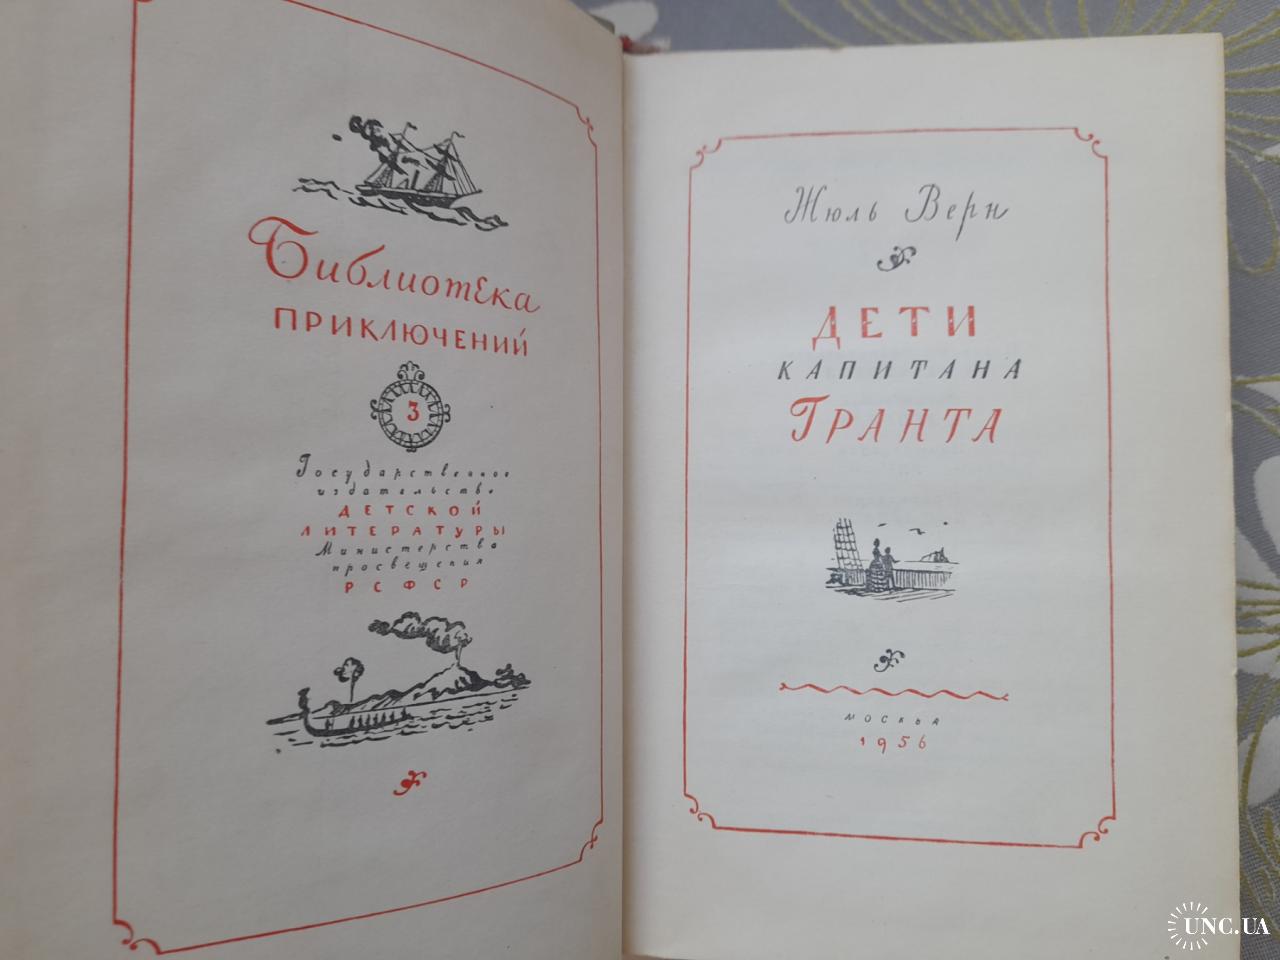 Библиотека
ПРИКЛЮЧЕНИЙ
3
Государственное
издательство
ДЕТСКОЙ
ЛИТЕРАТУРЫ
Министерства
просвещения
РСФСР
Жюль Верн
ДЕТИ
КАПИТАНА
ГРАНТА
МОСКВА
1956
UNC.UA